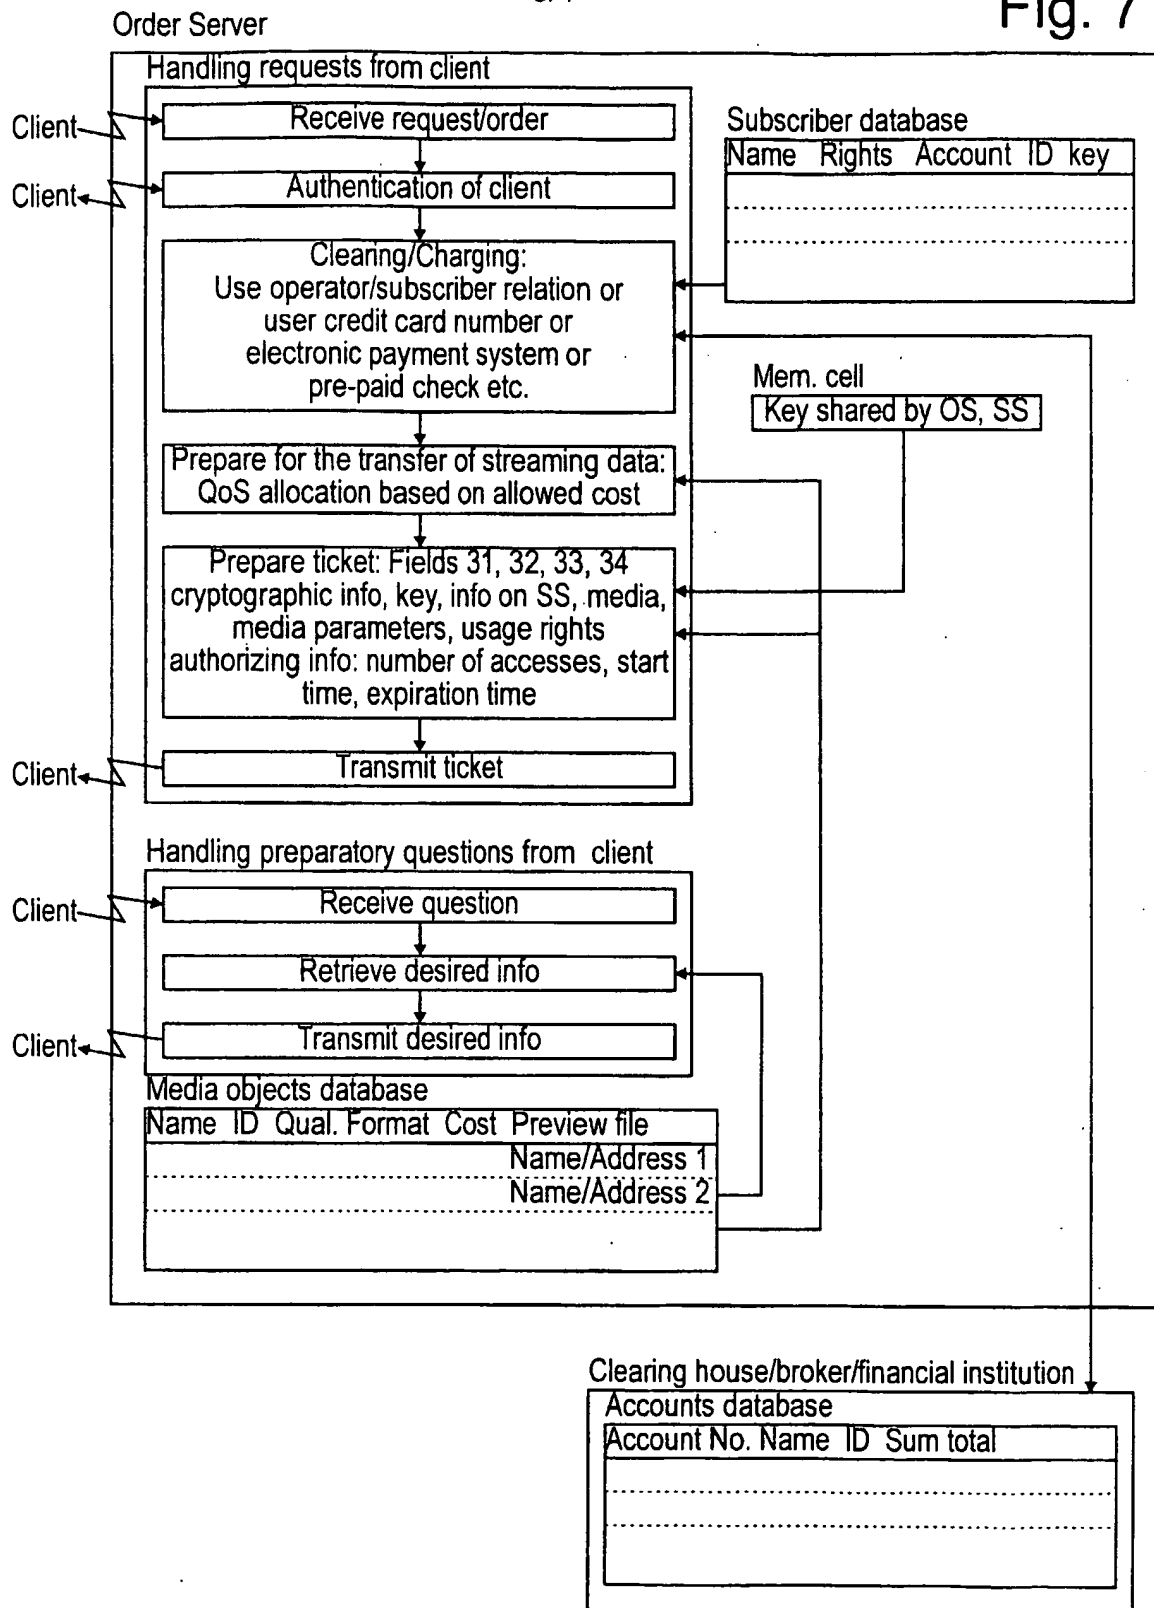 Fig. 7
Order Server
Handling requests from client
Client
Receive request/order
Client
Authentication of client
Clearing/Charging:
Use operator/subscriber relation or
user credit card number or
electronic payment system or
pre-paid check etc.
Subscriber database
Name Rights Account ID key
Mem. cell
Key shared by OS, SS
Prepare for the transfer of streaming data:
QoS allocation based on allowed cost
Prepare ticket: Fields 31, 32, 33, 34
cryptographic info, key, info on SS, media,
media parameters, usage rights
authorizing info: number of accesses, start
time, expiration time
Client
Transmit ticket
Handling preparatory questions from client
Client
Receive question
Retrieve desired info
Client
Transmit desired info
Media objects database
Name ID Qual. Format Cost Preview file
Name/Address 1
Name/Address 2
Clearing house/broker/financial institution
Accounts database
Account No. Name ID Sum total